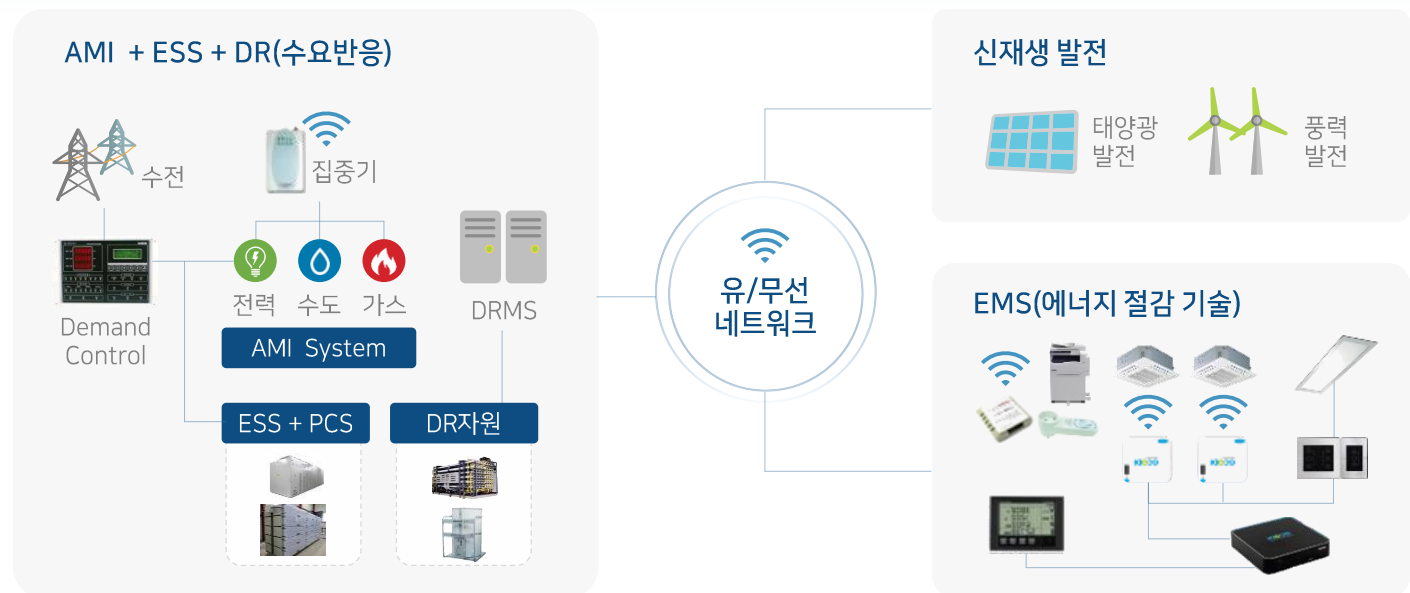 AMI + ESS + DR(수요반응)
수전
집중기
Demand
Control
전력
수도
가스
DRMS
AMI System
ESS + PCS
DR자원
유/무선
네트워크
신재생 발전
태양광
발전
풍력
발전
EMS(에너지 절감 기술)